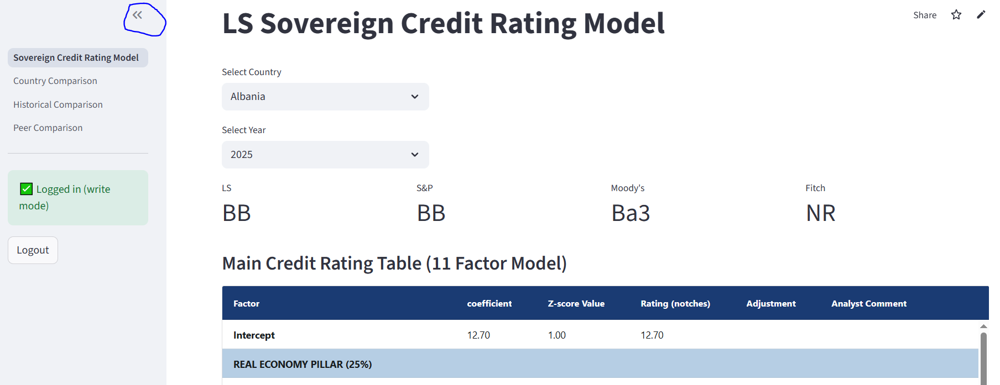 LS Sovereign Credit Rating Model
Share
Sovereign Credit Rating Model
Country Comparison
Historical Comparison
Peer Comparison
✅ Logged in (write
mode)
Logout
Select Country
Albania
Select Year
2025
LS S&P Moody's Fitch
BB BB Ba3 NR
Main Credit Rating Table (11 Factor Model)
Factor coefficient Z-score Value Rating (notches) Adjustment Analyst Comment
Intercept 12.70 1.00 12.70
REAL ECONOMY PILLAR (25%)